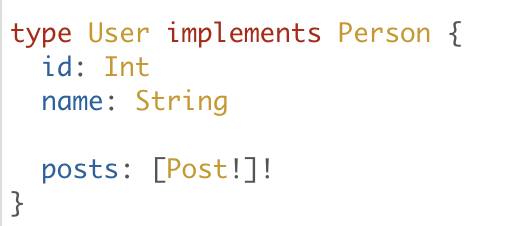 type User implements Person {
  id: Int
  name: String

  posts: [Post!]!
}